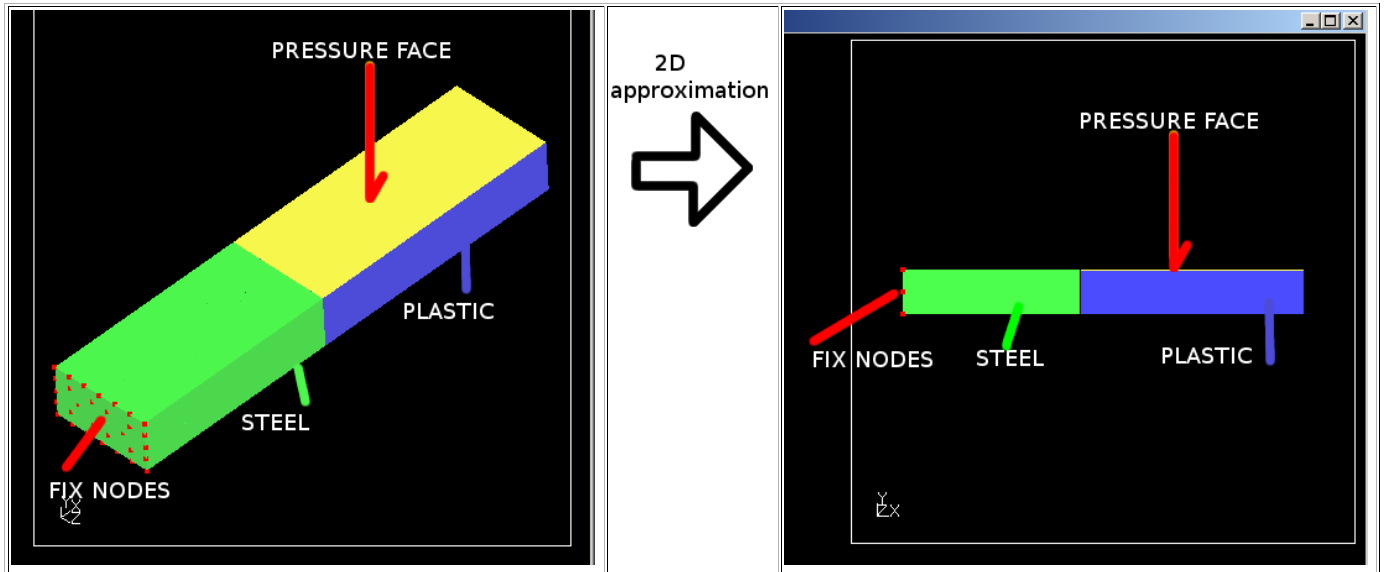 PRESSURE FACE
PLASTIC
STEEL
FIX NODES
2D
approximation
PRESSURE FACE
FIX NODES
STEEL
PLASTIC
Y
Z X